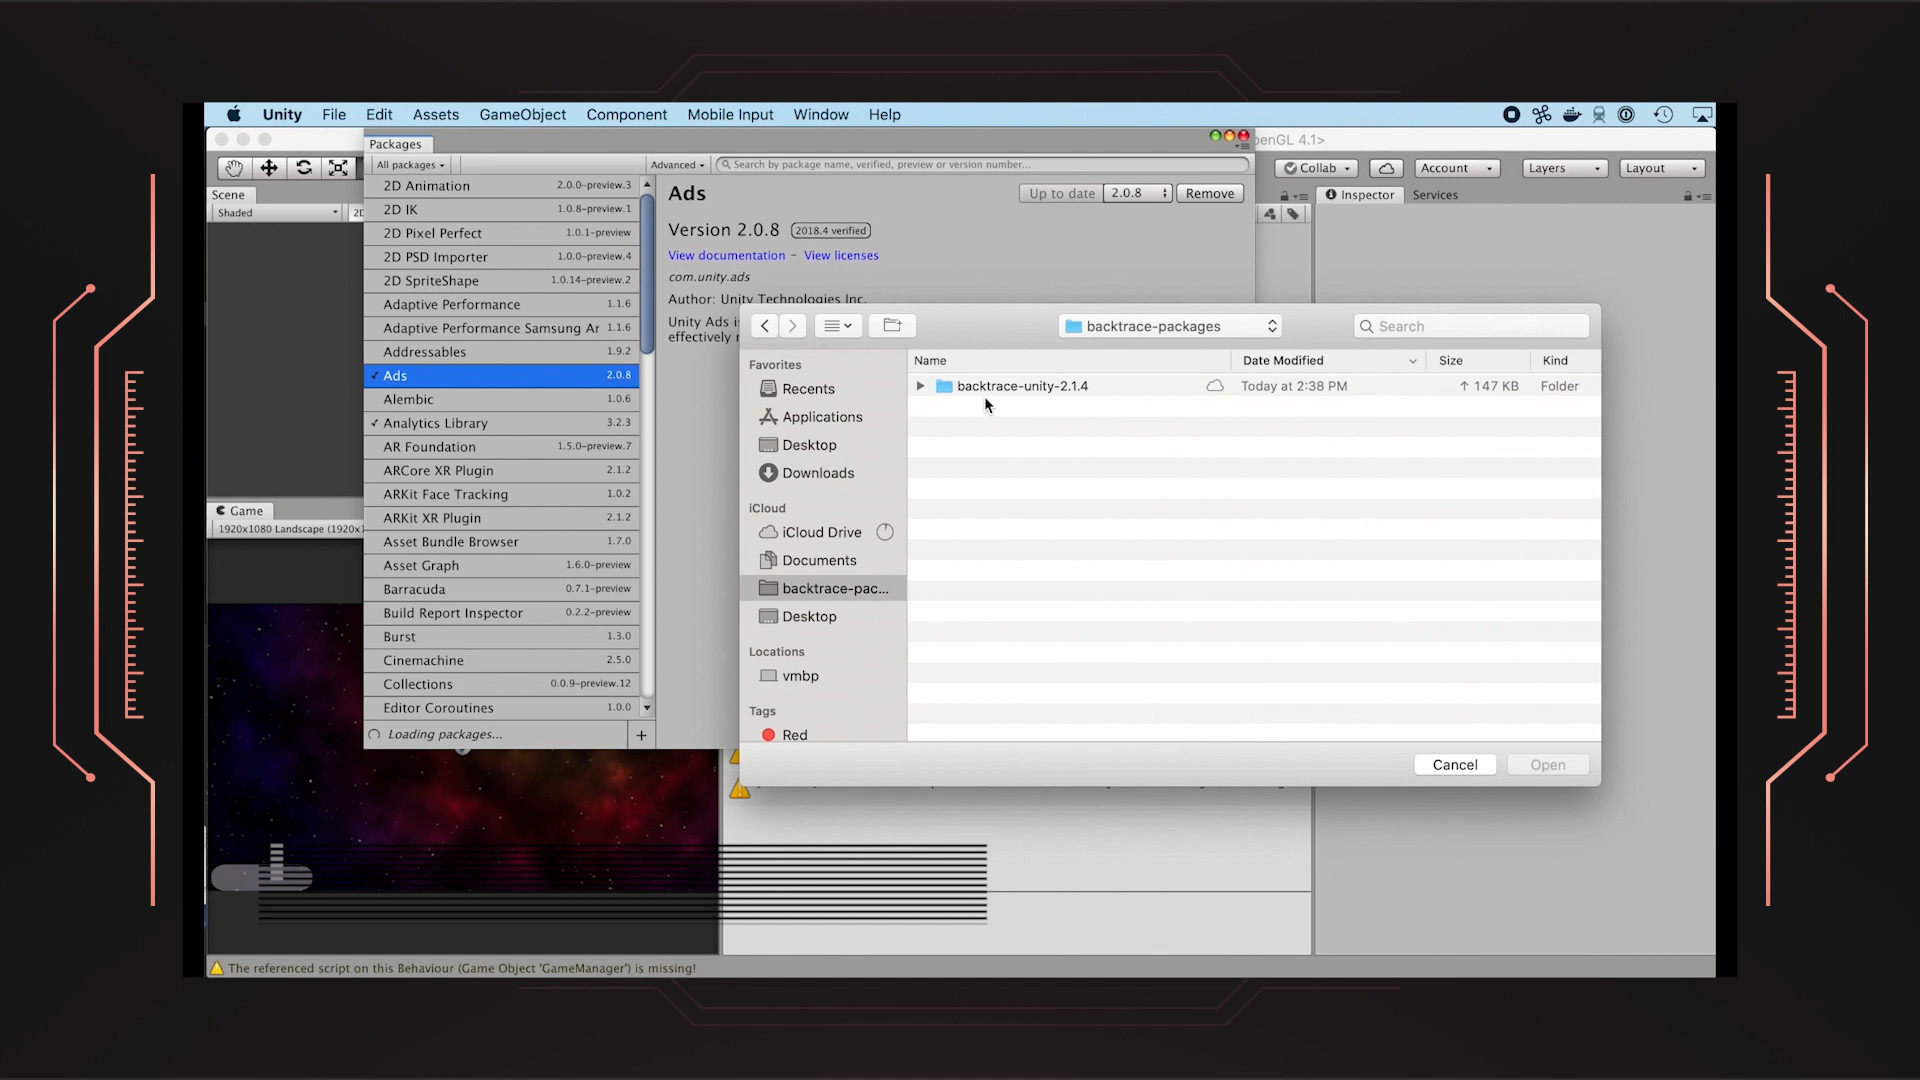 Unity File Edit Assets GameObject Component Mobile Input Window Help
Packages
enGL 4.1>
All packages
Advanced
Search by package name, verified, preview or version number...
Collab
Account
Layers
Layout
Scene
Shaded
2D
Inspector
Services
2D Animation 2.0.0-preview.3
2D IK 1.0.8-preview.1
2D Pixel Perfect 1.0.1-preview
2D PSD Importer 1.0.0-preview.4
2D SpriteShape 1.0.14-preview.2
Adaptive Performance 1.1.6
Adaptive Performance Samsung Ar 1.1.6
Addressables 1.9.2
✓ Ads 2.0.8
Alembic 1.0.6
✓ Analytics Library 3.2.3
AR Foundation 1.5.0-preview.7
ARCore XR Plugin 2.1.2
ARKit Face Tracking 1.0.2
ARKit XR Plugin 2.1.2
Asset Bundle Browser 1.7.0
Asset Graph 1.6.0-preview
Barracuda 0.7.1-preview
Build Report Inspector 0.2.2-preview
Burst 1.3.0
Cinemachine 2.5.0
Collections 0.0.9-preview.12
Editor Coroutines 1.0.0
Loading packages...
+
Ads
Up to date 2.0.8 Remove
Version 2.0.8 2018.4 verified
View documentation - View licenses
com.unity.ads
Author: Unity Technologies Inc.
Unity Ads is
effectively
backtrace-packages
Search
Favorites
Recents
Applications
Desktop
Downloads
iCloud
iCloud Drive
Documents
backtrace-pac...
Desktop
Locations
vmbp
Tags
Red
Name Date Modified Size Kind
backtrace-unity-2.1.4 Today at 2:38 PM ↑ 147 KB Folder
Cancel Open
Game
1920x1080 Landscape (1920x1
The referenced script on this Behaviour (Game Object 'GameManager') is missing!